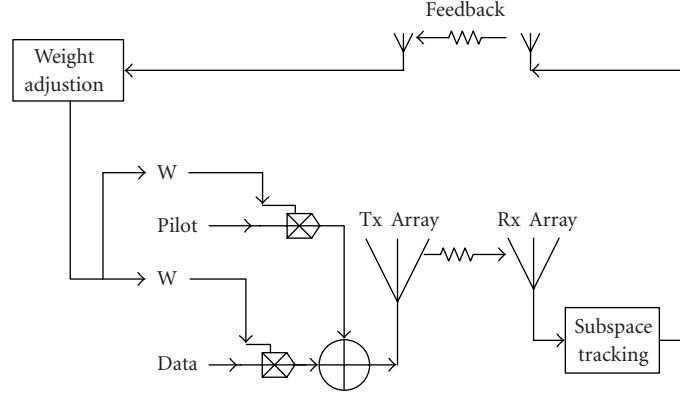 Feedback
Weight
adjustion
W
Pilot
Tx Array
Rx Array
W
Data
Subspace
tracking